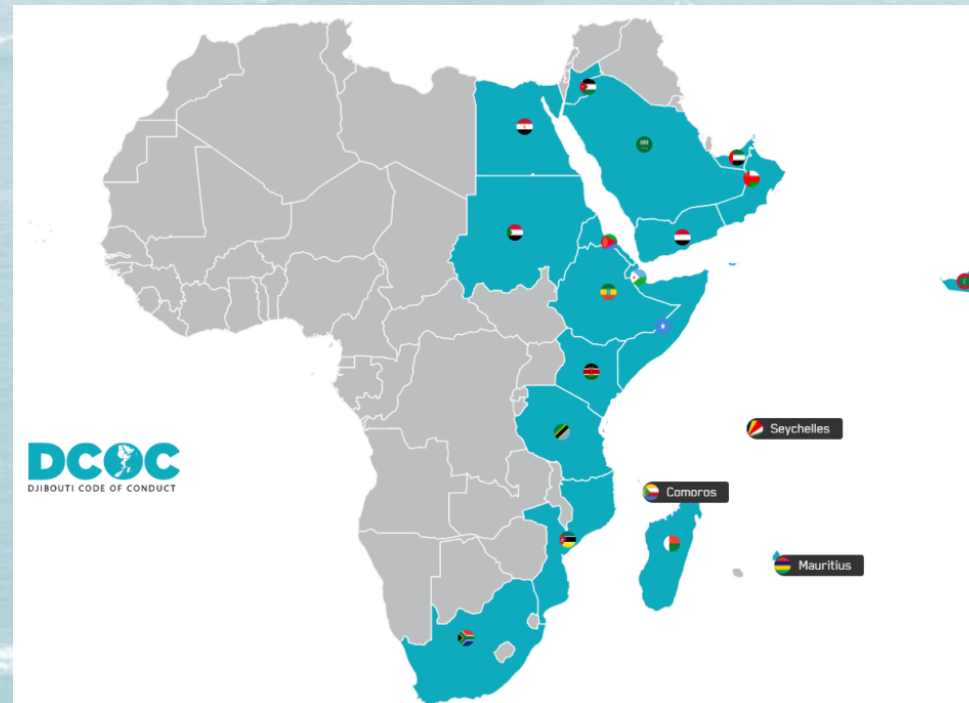 DCOC
DJIBOUTI CODE OF CONDUCT
Seychelles
Comoros
Mauritius